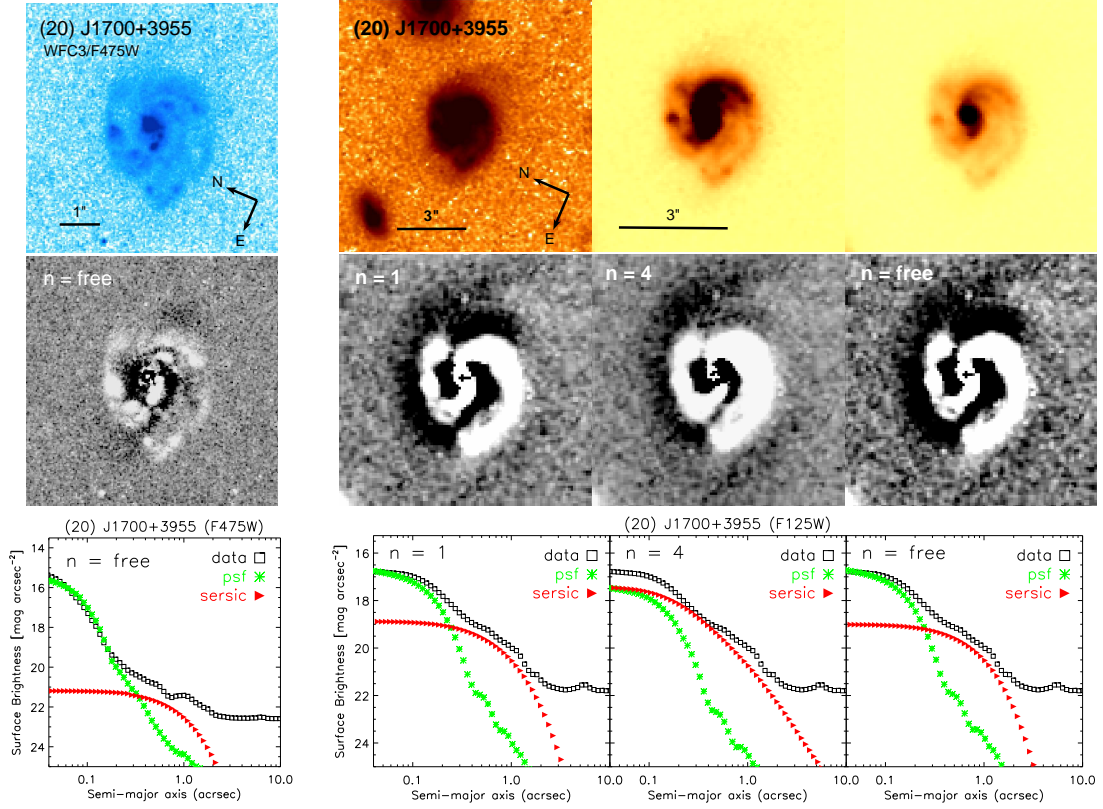 (20) J1700+3955
WFC3/F475W
N
E
1"
(20) J1700+3955
N
E
3"
3"
n = free
n = 1
n = 4
n = free
(20) J1700+3955 (F475W)
n = free
data
psf
sersic
Surface Brightness [mag arcsec⁻²]
14
16
18
20
22
24
0.1
1.0
10.0
Semi-major axis (acrsec)
(20) J1700+3955 (F125W)
n = 1
data
psf
sersic
n = 4
data
psf
sersic
n = free
data
psf
sersic
Surface Brightness [mag arcsec⁻²]
16
18
20
22
24
0.1
1.0
10.0
0.1
1.0
10.0
0.1
1.0
10.0
Semi-major axis (acrsec)
Semi-major axis (acrsec)
Semi-major axis (acrsec)